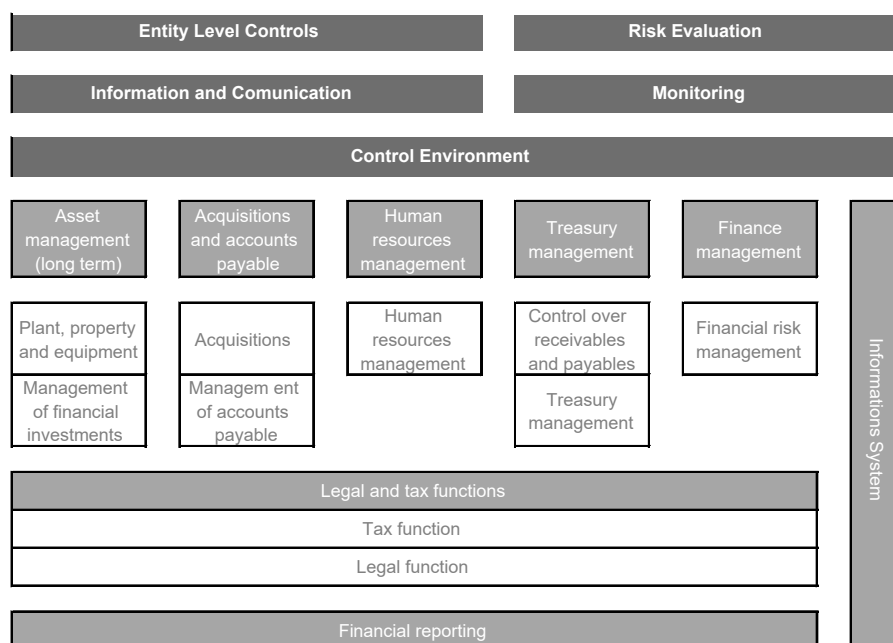 Entity Level Controls
Risk Evaluation
Information and Comunication
Monitoring
Control Environment
Asset
management
(long term)
Acquisitions
and accounts
payable
Human
resources
management
Treasury
management
Finance
management
Plant, property
and equipment
Acquisitions
Human
resources
management
Control over
receivables
and payables
Financial risk
management
Management
of financial
investments
Managem ent
of accounts
payable
Treasury
management
Informations System
Legal and tax functions
Tax function
Legal function
Financial reporting